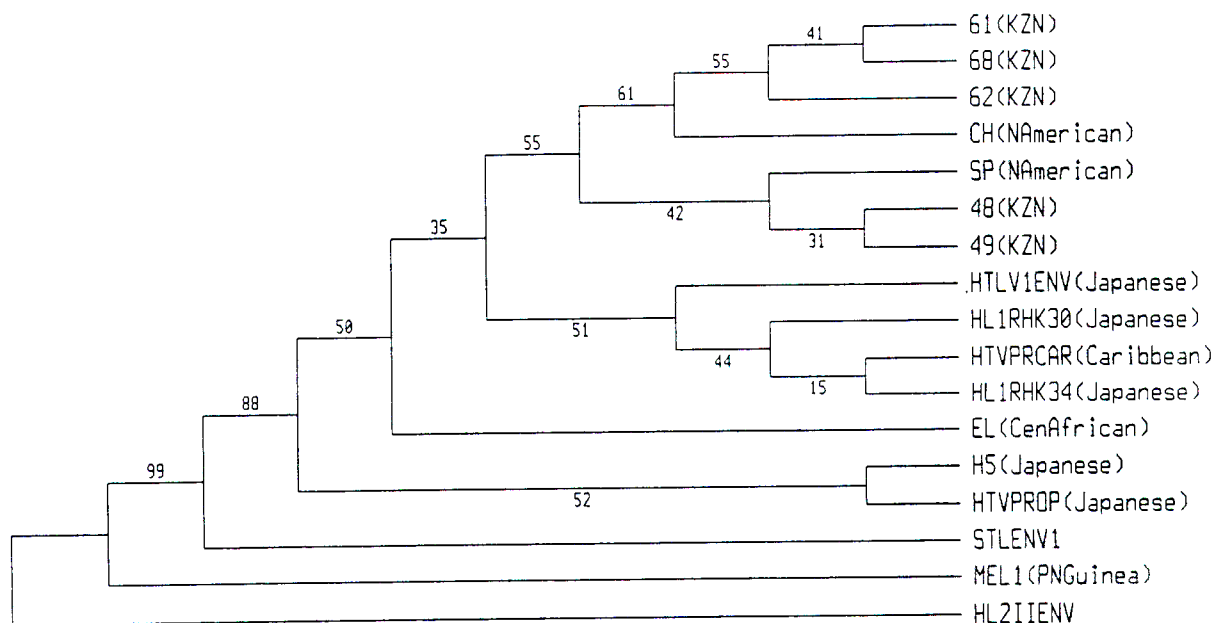 61(KZN)
41
68(KZN)
55
62(KZN)
61
CH(NAmerican)
55
SP(NAmerican)
42
48(KZN)
31
49(KZN)
35
HTLV1ENV(Japanese)
51
HL1RHK30(Japanese)
44
HTVPRCAR(Caribbean)
15
HL1RHK34(Japanese)
50
EL(CenAfrican)
88
H5(Japanese)
52
HTVPROP(Japanese)
99
STLENV1
MEL1(PNGuinea)
HL2IIENV